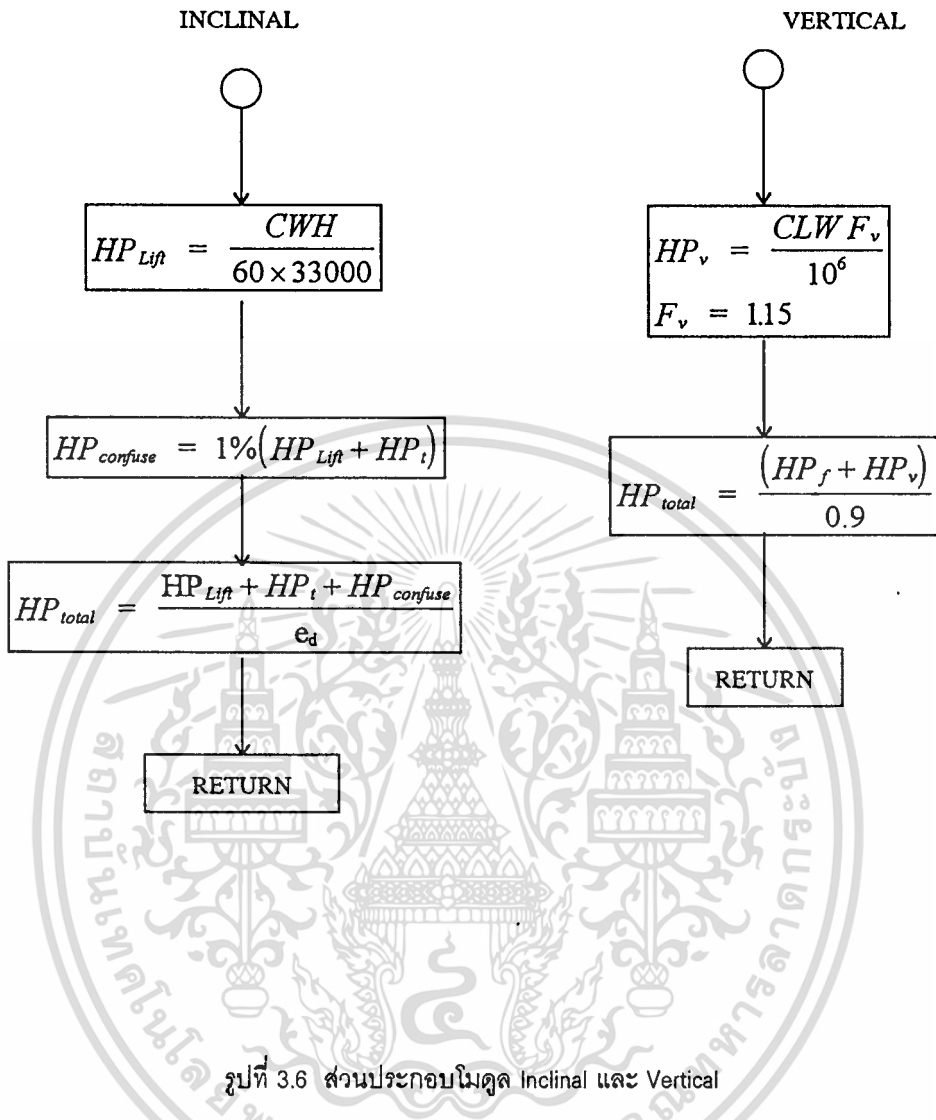 INCLINAL
HP_Lift = CWH / 60 × 33000
HP_confuse = 1%(HP_Lift + HP_t)
HP_total = HP_Lift + HP_t + HP_confuse / e_d
RETURN
VERTICAL
HP_v = CLW F_v / 10^6
F_v = 1.15
HP_total = (HP_f + HP_v) / 0.9
RETURN
รูปที่ 3.6 ส่วนประกอบโมดูล Inclinal และ Vertical